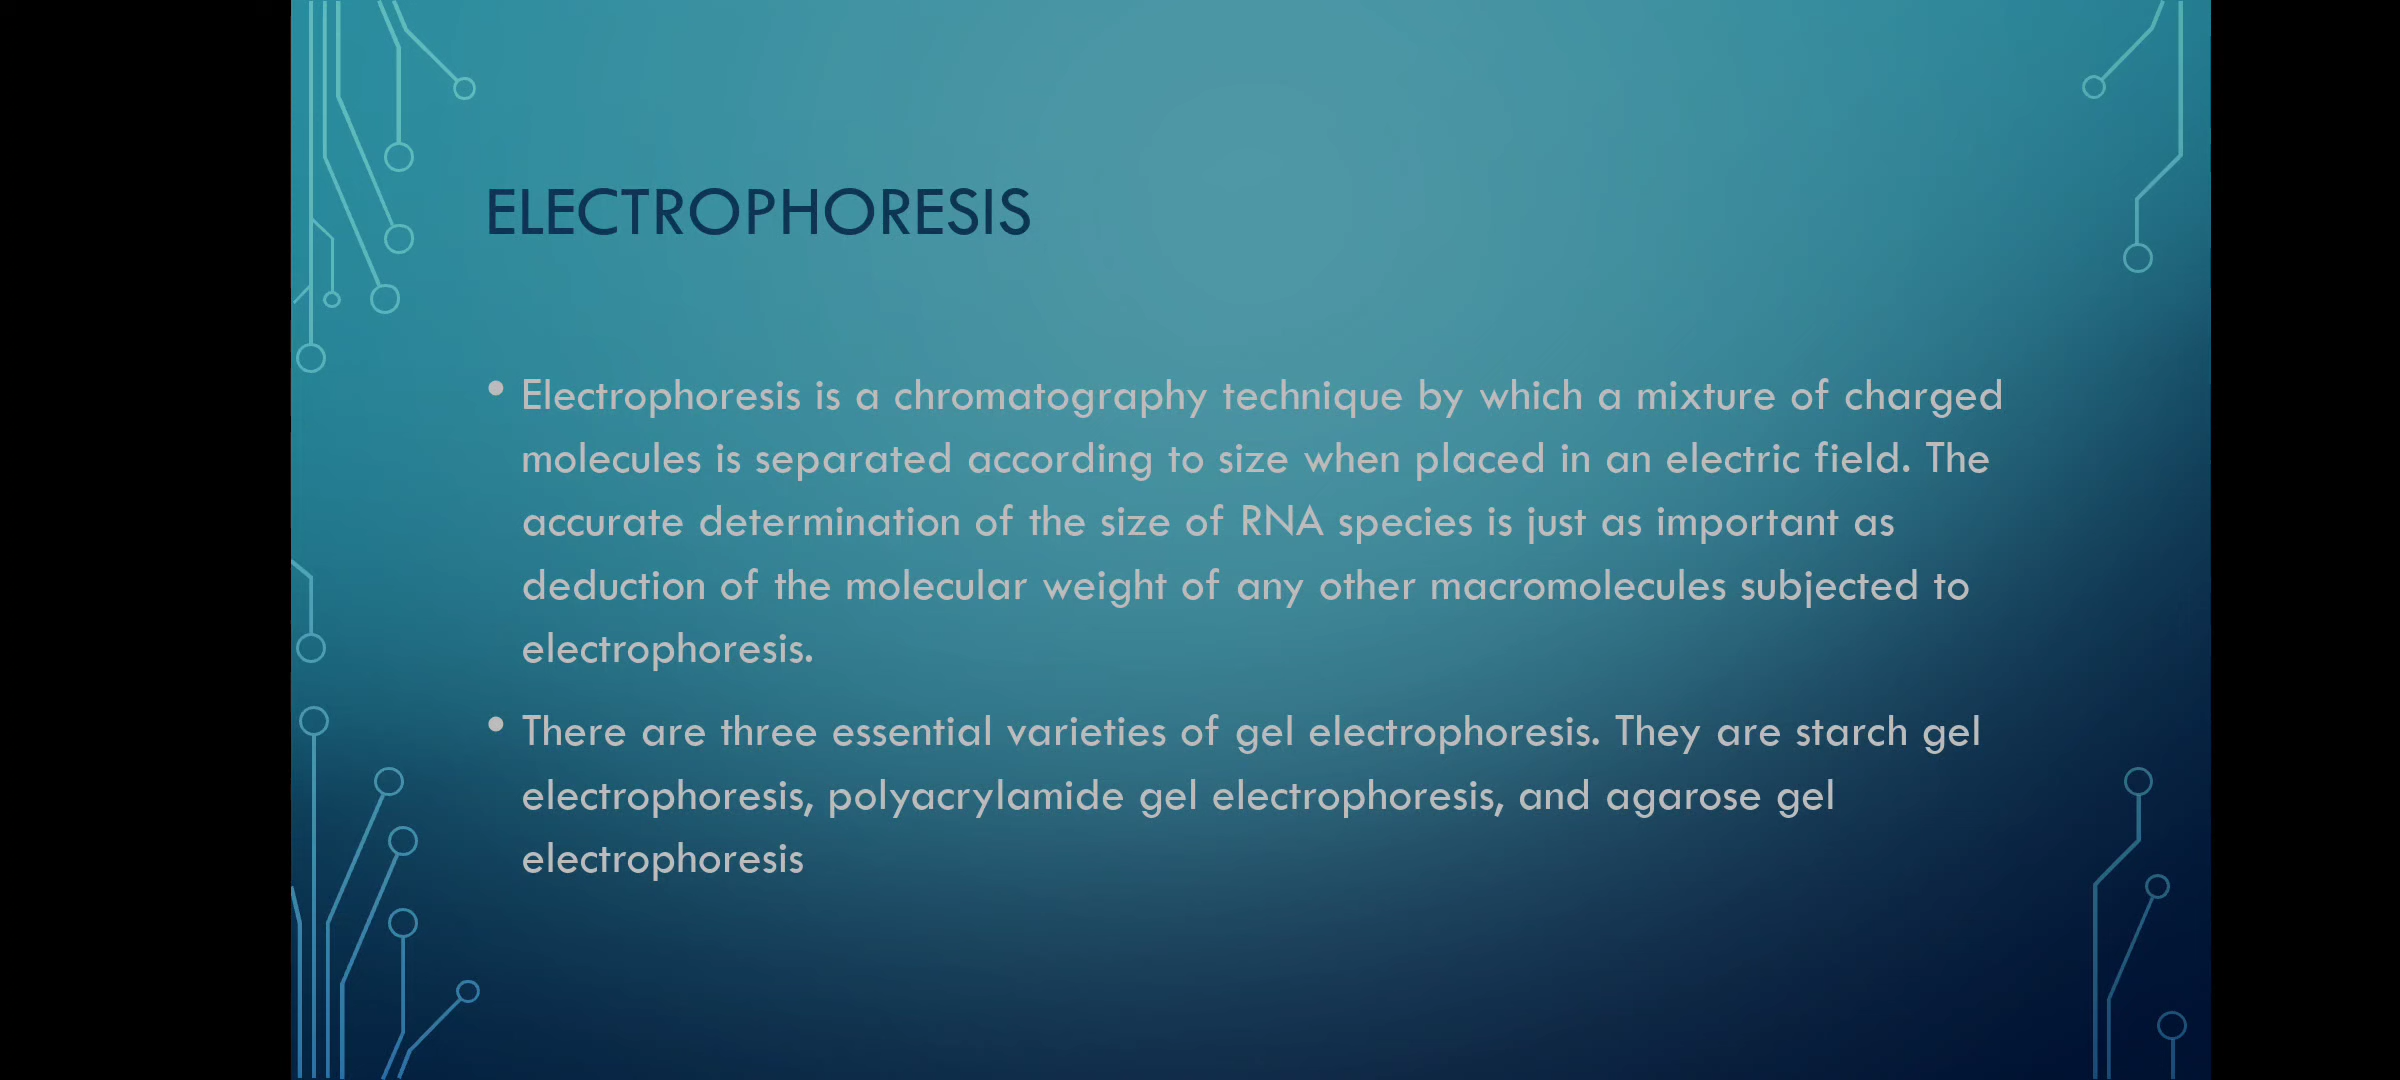 ELECTROPHORESIS
• Electrophoresis is a chromatography technique by which a mixture of charged
molecules is separated according to size when placed in an electric field. The
accurate determination of the size of RNA species is just as important as
deduction of the molecular weight of any other macromolecules subjected to
electrophoresis.
• There are three essential varieties of gel electrophoresis. They are starch gel
electrophoresis, polyacrylamide gel electrophoresis, and agarose gel
electrophoresis